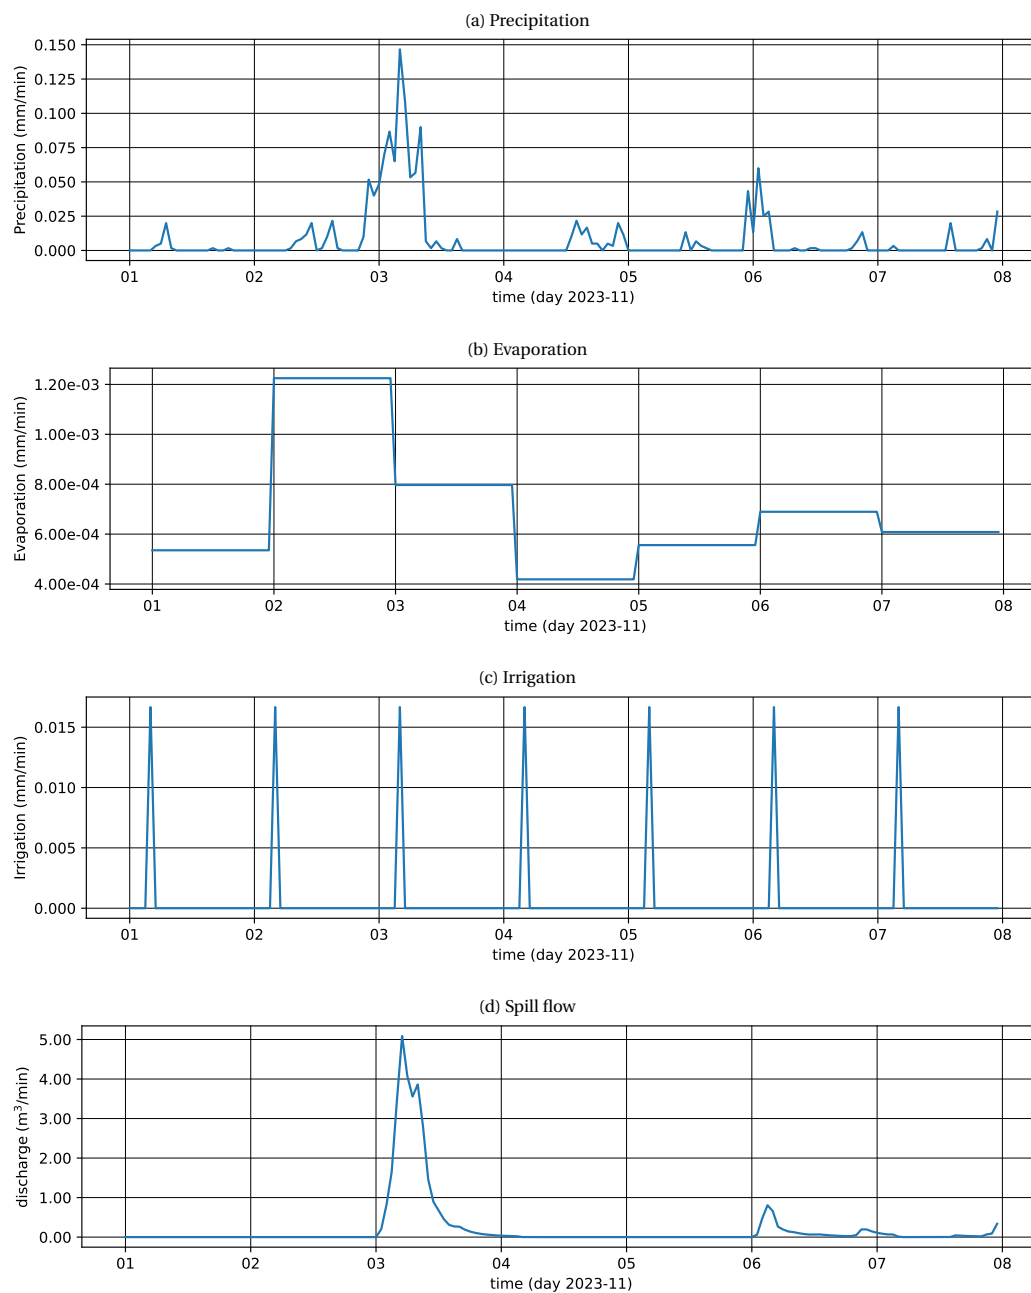 (a) Precipitation
0.150
0.125
0.100
0.075
0.050
0.025
0.000
Precipitation (mm/min)
01 02 03 04 05 06 07 08
time (day 2023-11)
(b) Evaporation
1.20e-03
1.00e-03
8.00e-04
6.00e-04
4.00e-04
Evaporation (mm/min)
01 02 03 04 05 06 07 08
time (day 2023-11)
(c) Irrigation
0.015
0.010
0.005
0.000
Irrigation (mm/min)
01 02 03 04 05 06 07 08
time (day 2023-11)
(d) Spill flow
5.00
4.00
3.00
2.00
1.00
0.00
discharge (m³/min)
01 02 03 04 05 06 07 08
time (day 2023-11)